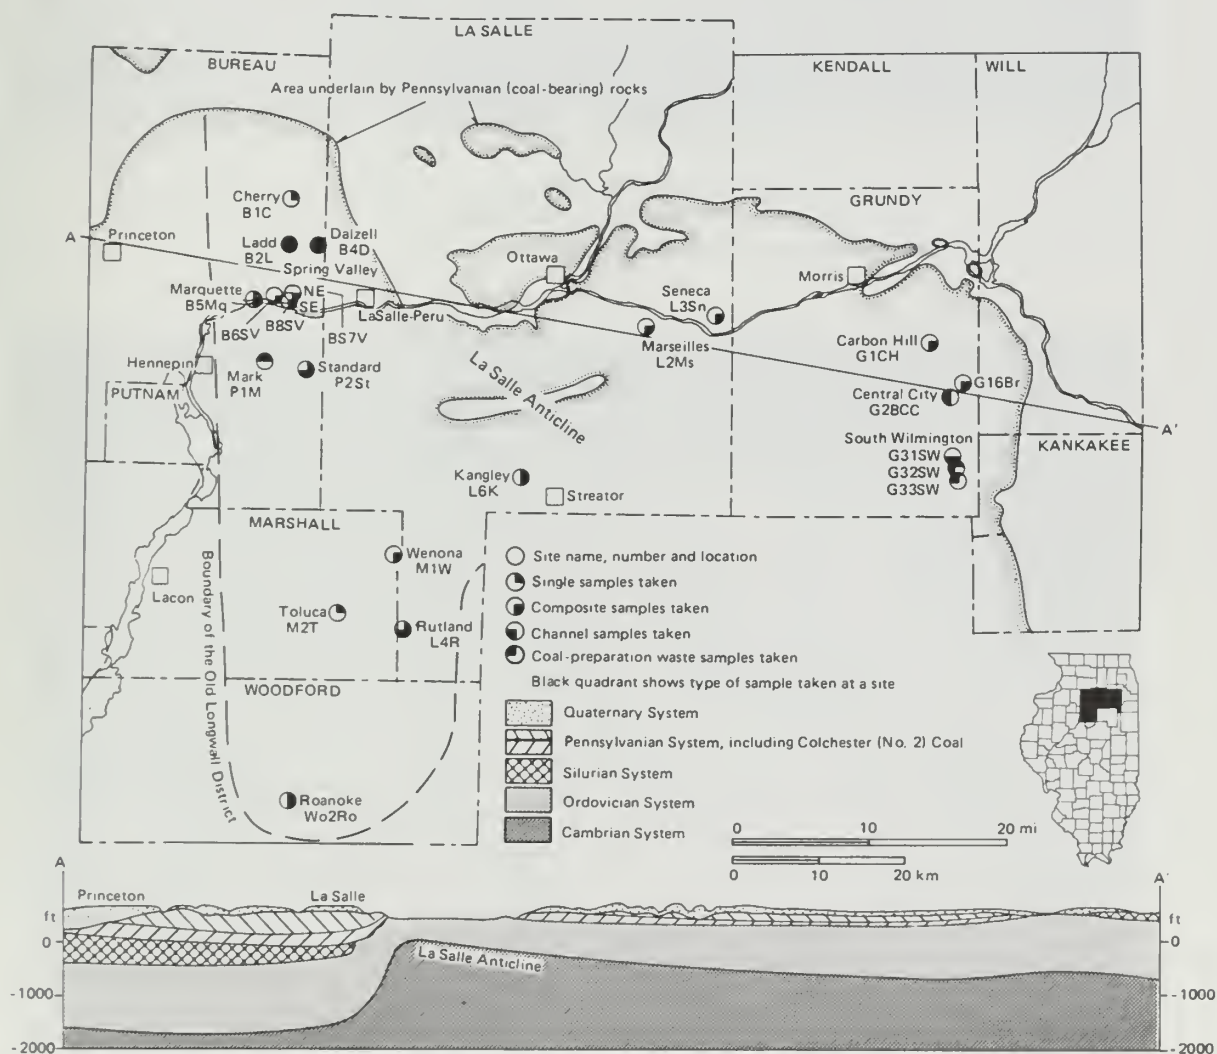 LA SALLE
BUREAU
KENDALL
WILL
Area underlain by Pennsylvanian (coal-bearing) rocks
GRUNDY
Cherry
B1C
A
Princeton
Ladd
B2L
Dalzell
B4D
Spring Valley
Ottawa
Morris
Marquette
B5Mq
NE
SE
B6SV
B8SV
BS7V
LaSalle-Peru
Seneca
L3Sn
Marseilles
L2Ms
Carbon Hill
G1CH
Hennepin
PUTNAM
Mark
P1M
Standard
P2St
La Salle Anticline
G16Br
Central City
G2BCC
A'
South Wilmington
G31SW
G32SW
G33SW
KANKAKEE
Kangley
L6K
Streator
MARSHALL
Wenona
M1W
Lacon
Toluca
M2T
Rutland
L4R
Boundary of the Old Longwall District
WOODFORD
Roanoke
Wo2Ro
Site name, number and location
Single samples taken
Composite samples taken
Channel samples taken
Coal-preparation waste samples taken
Black quadrant shows type of sample taken at a site
Quaternary System
Pennsylvanian System, including Colchester (No. 2) Coal
Silurian System
Ordovician System
Cambrian System
0 10 20 mi
0 10 20 km
A
A'
Princeton
La Salle
ft
ft
0
0
La Salle Anticline
-1000
-1000
-2000
-2000